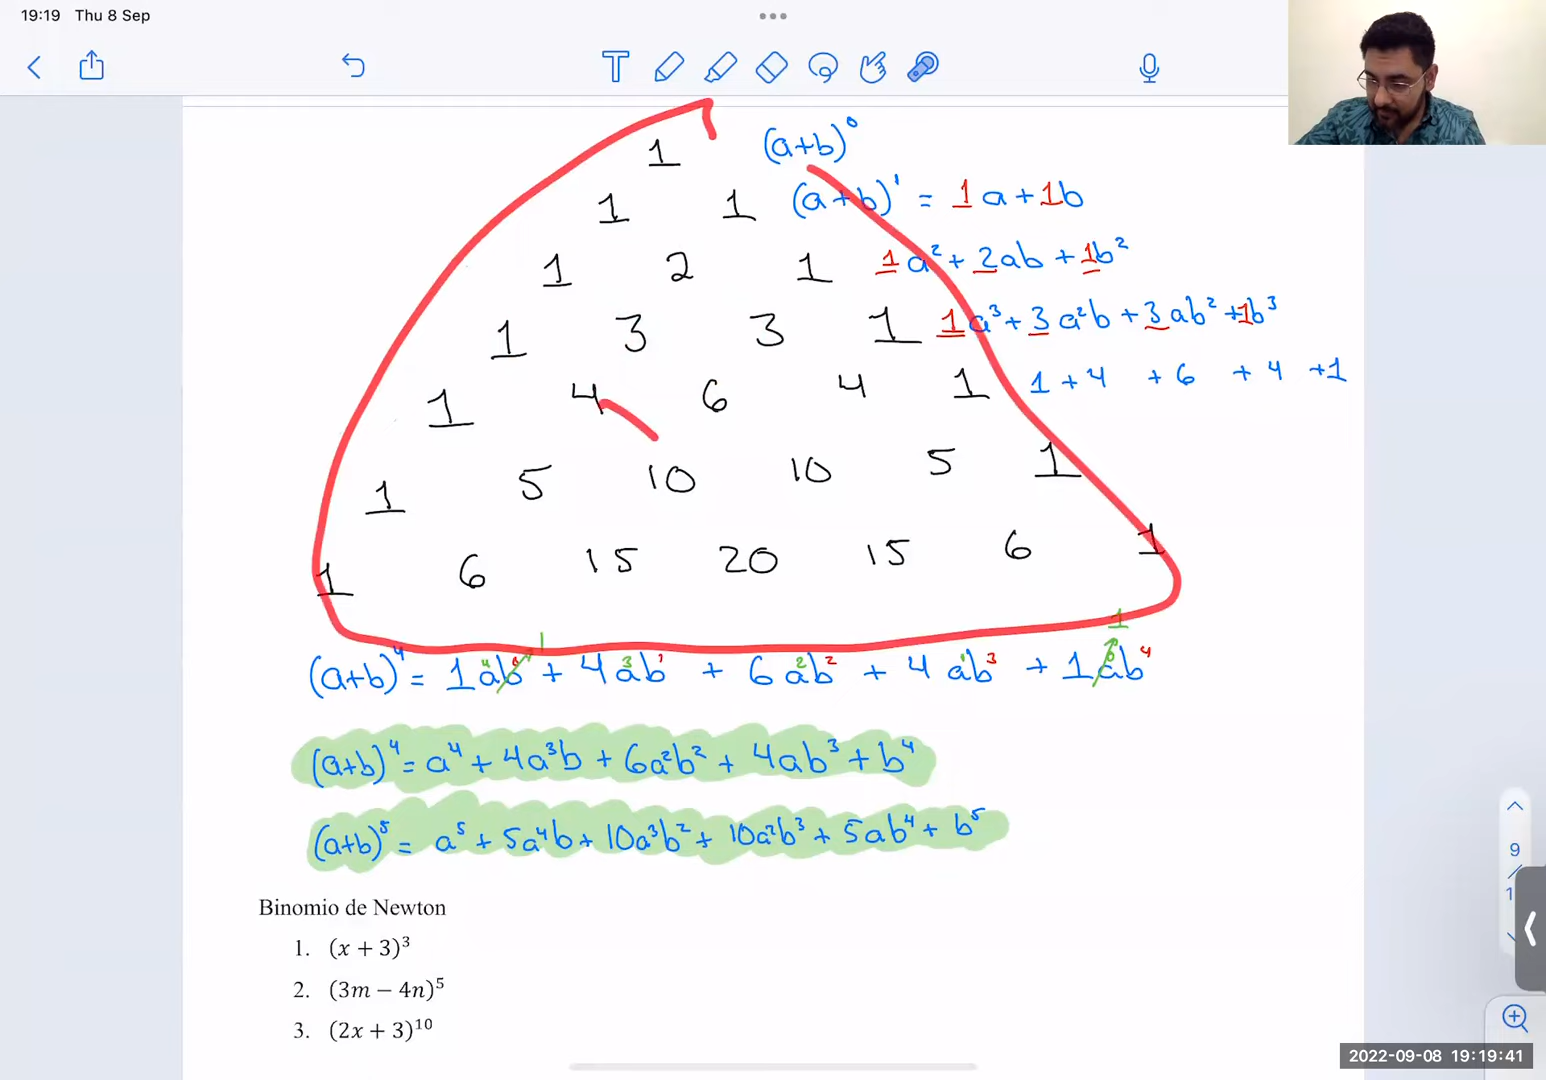 19:19 Thu 8 Sep
1 (a+b)⁰
1 1 (a+b)¹ = 1a+1b
1 2 1 1a² + 2ab + 1b²
1 3 3 1 1a³ + 3a²b + 3ab² + 1b³
1 4 6 4 1 1 + 4 + 6 + 4 + 1
1 5 10 10 5 1
1 6 15 20 15 6 1
1 1
(a+b)⁴ = 1a⁴b⁰ + 4a³b¹ + 6a²b² + 4a¹b³ + 1a⁰b⁴
(a+b)⁴ = a⁴ + 4a³b + 6a²b² + 4ab³ + b⁴
(a+b)⁵ = a⁵ + 5a⁴b + 10a³b² + 10a²b³ + 5ab⁴ + b⁵
Binomio de Newton
1. (x + 3)³
2. (3m − 4n)⁵
3. (2x + 3)¹⁰
9
2022-09-08 19:19:41